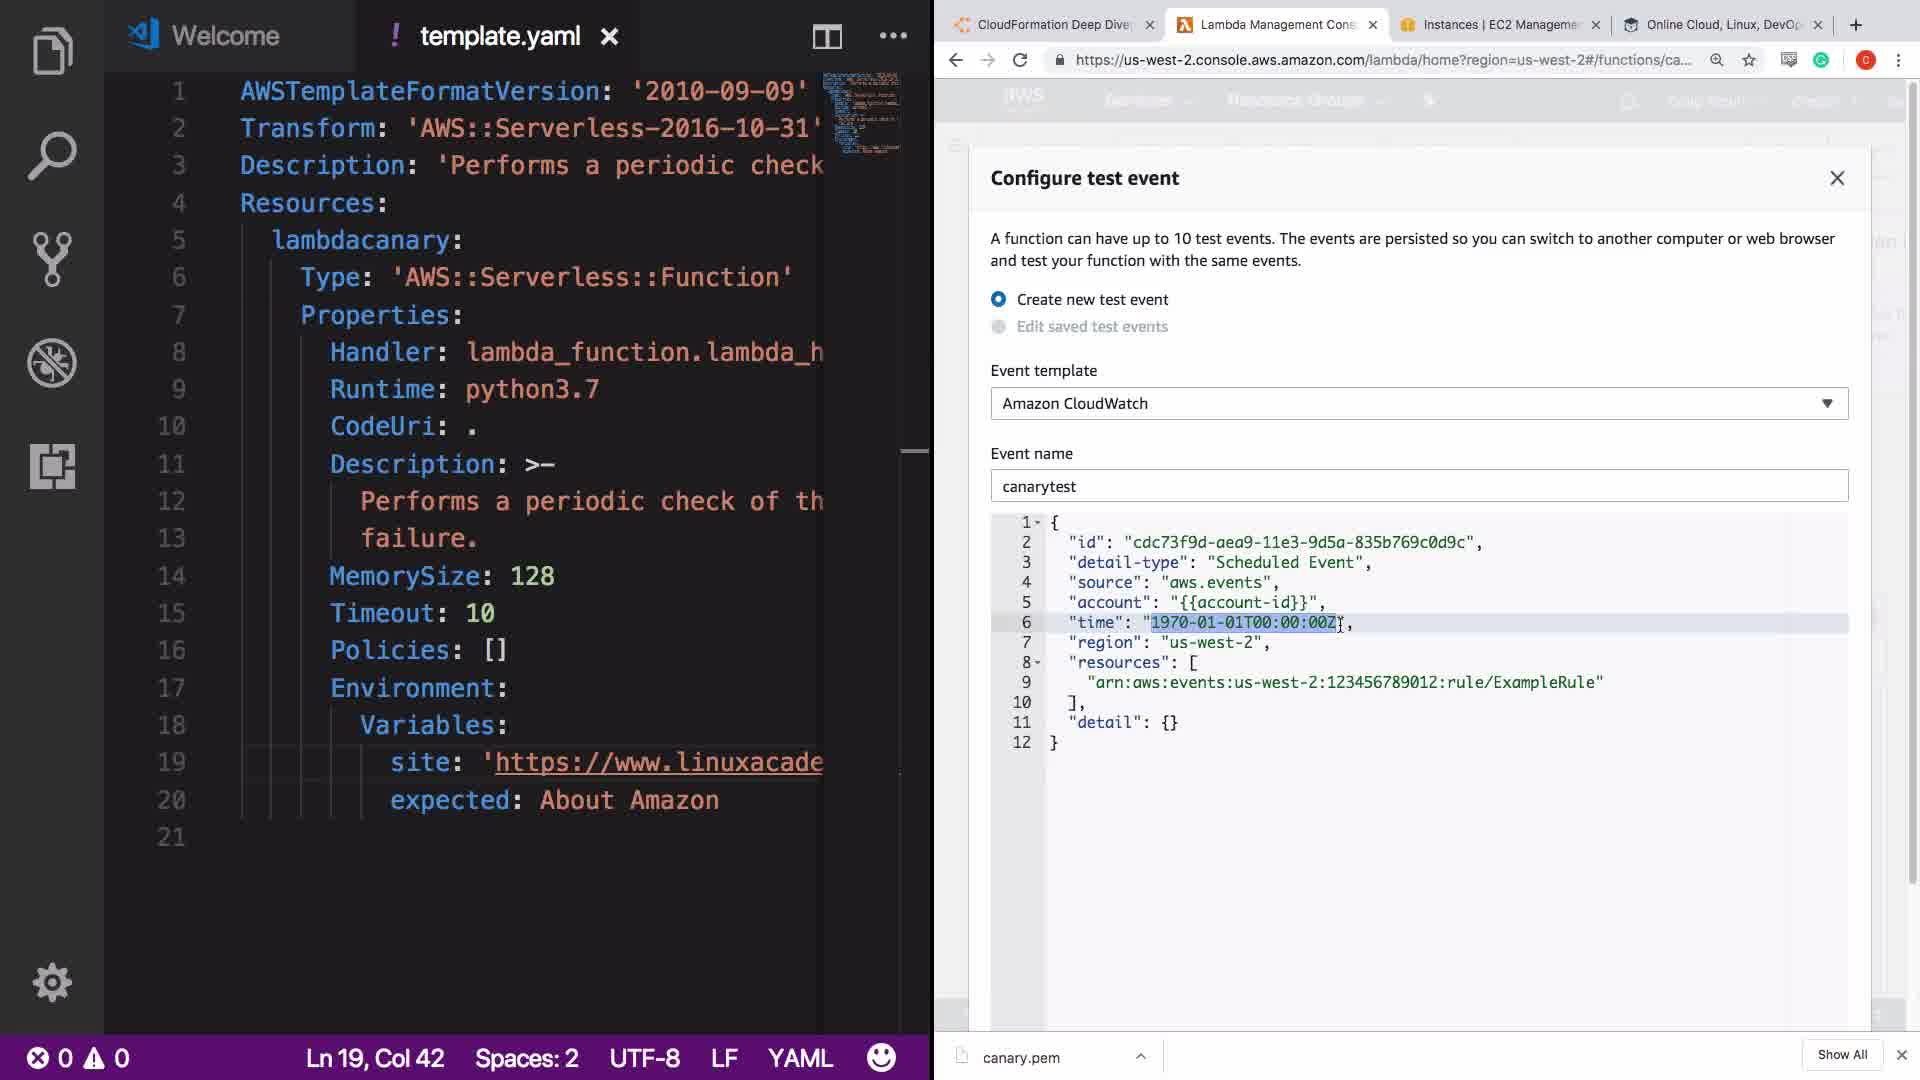 Welcome
! template.yaml
1 AWSTemplateFormatVersion: '2010-09-09'
2 Transform: 'AWS::Serverless-2016-10-31'
3 Description: 'Performs a periodic check
4 Resources:
5 lambdacanary:
6 Type: 'AWS::Serverless::Function'
7 Properties:
8 Handler: lambda_function.lambda_h
9 Runtime: python3.7
10 CodeUri: .
11 Description: >-
12 Performs a periodic check of th
13 failure.
14 MemorySize: 128
15 Timeout: 10
16 Policies: []
17 Environment:
18 Variables:
19 site: 'https://www.linuxacade
20 expected: About Amazon
21
0 0
Ln 19, Col 42 Spaces: 2 UTF-8 LF YAML
CloudFormation Deep Dive
Lambda Management Cons
Instances | EC2 Managemen
Online Cloud, Linux, DevOp
https://us-west-2.console.aws.amazon.com/lambda/home?region=us-west-2#/functions/ca...
Configure test event
A function can have up to 10 test events. The events are persisted so you can switch to another computer or web browser
and test your function with the same events.
Create new test event
Edit saved test events
Event template
Amazon CloudWatch
Event name
canarytest
1 {
2 "id": "cdc73f9d-aea9-11e3-9d5a-835b769c0d9c",
3 "detail-type": "Scheduled Event",
4 "source": "aws.events",
5 "account": "{{account-id}}",
6 "time": "1970-01-01T00:00:00Z",
7 "region": "us-west-2",
8 "resources": [
9 "arn:aws:events:us-west-2:123456789012:rule/ExampleRule"
10 ],
11 "detail": {}
12 }
canary.pem
Show All